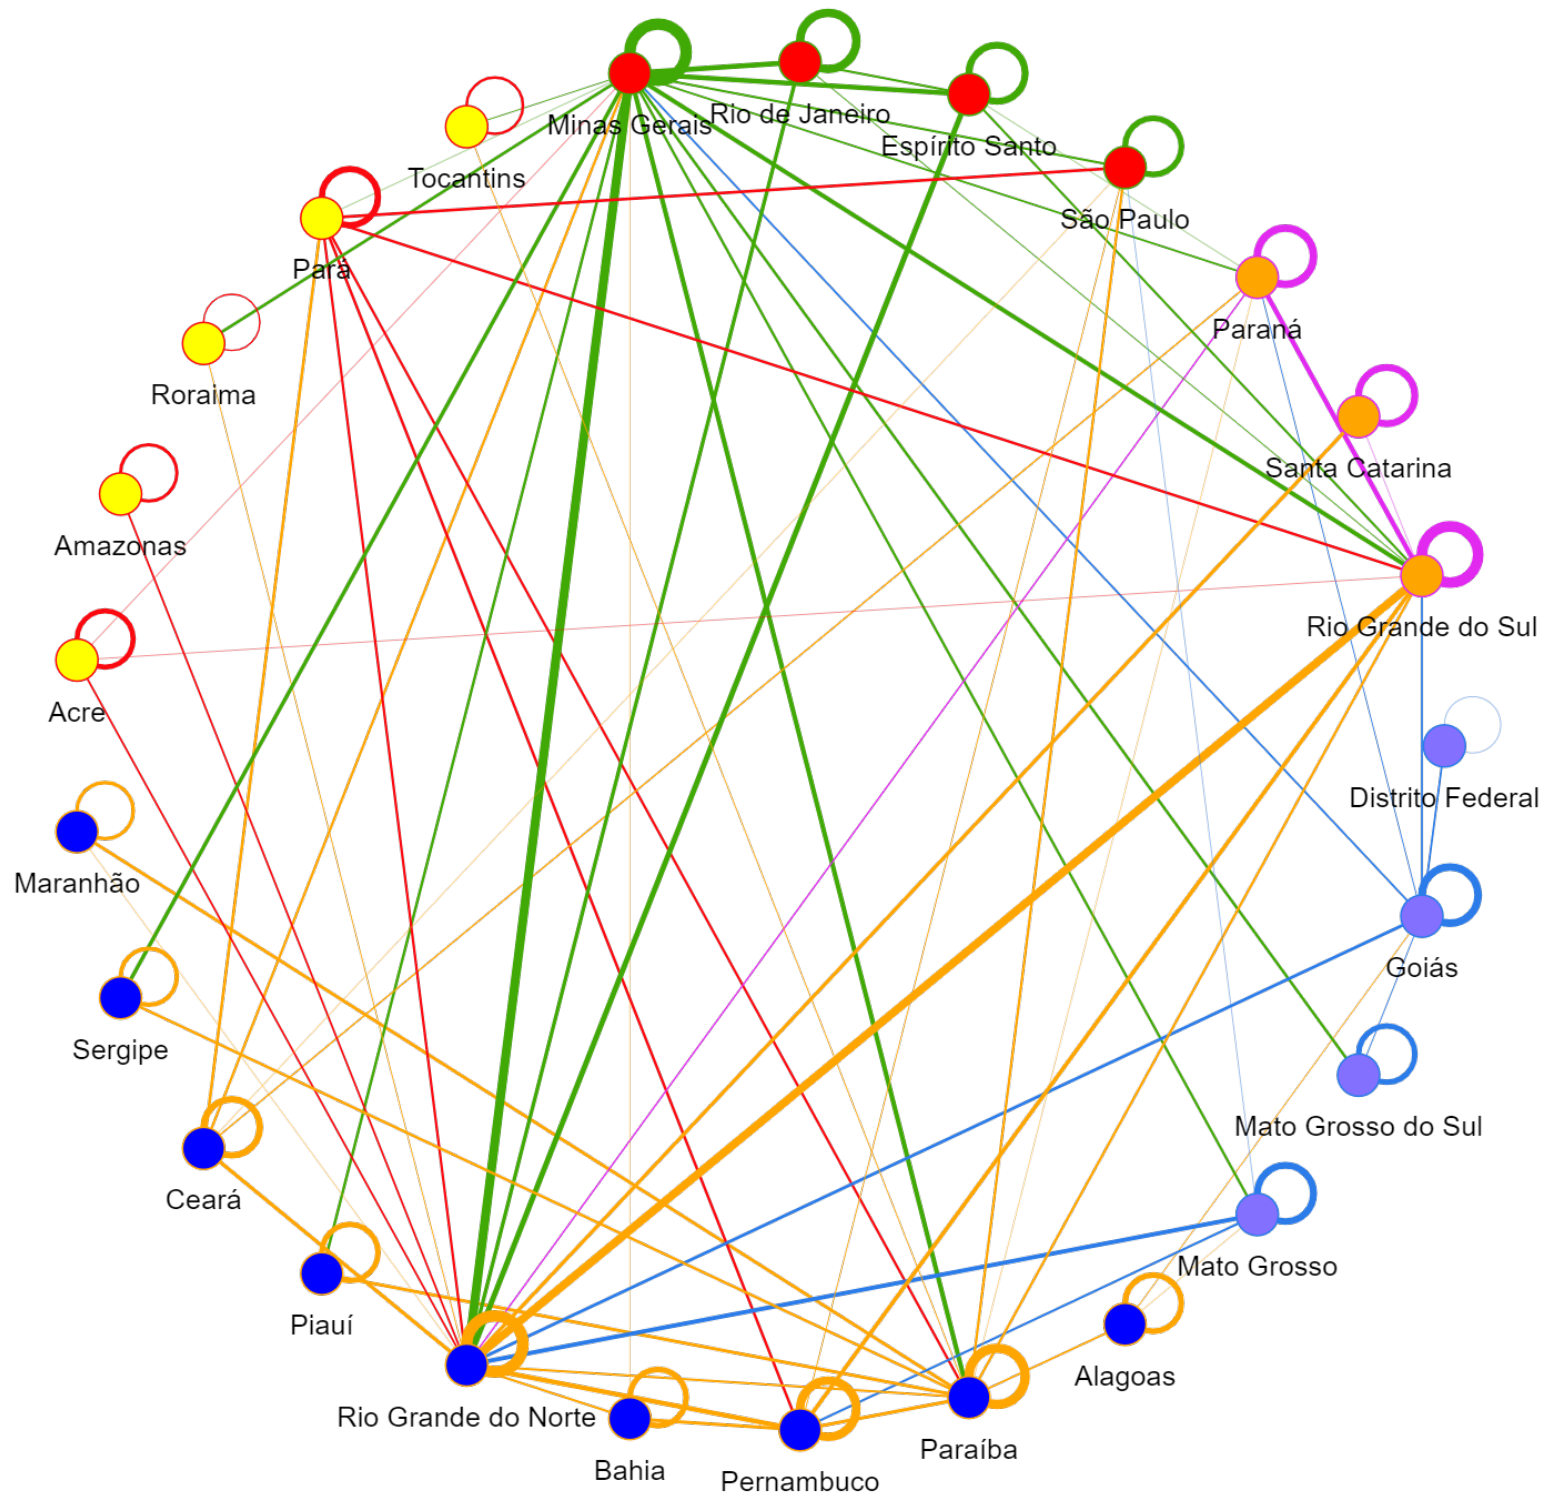 Minas Gerais
Rio de Janeiro
Espírito Santo
Tocantins
São Paulo
Pará
Paraná
Roraima
Santa Catarina
Amazonas
Rio Grande do Sul
Acre
Distrito Federal
Maranhão
Goiás
Sergipe
Mato Grosso do Sul
Ceará
Mato Grosso
Piauí
Alagoas
Rio Grande do Norte
Paraíba
Bahia
Pernambuco